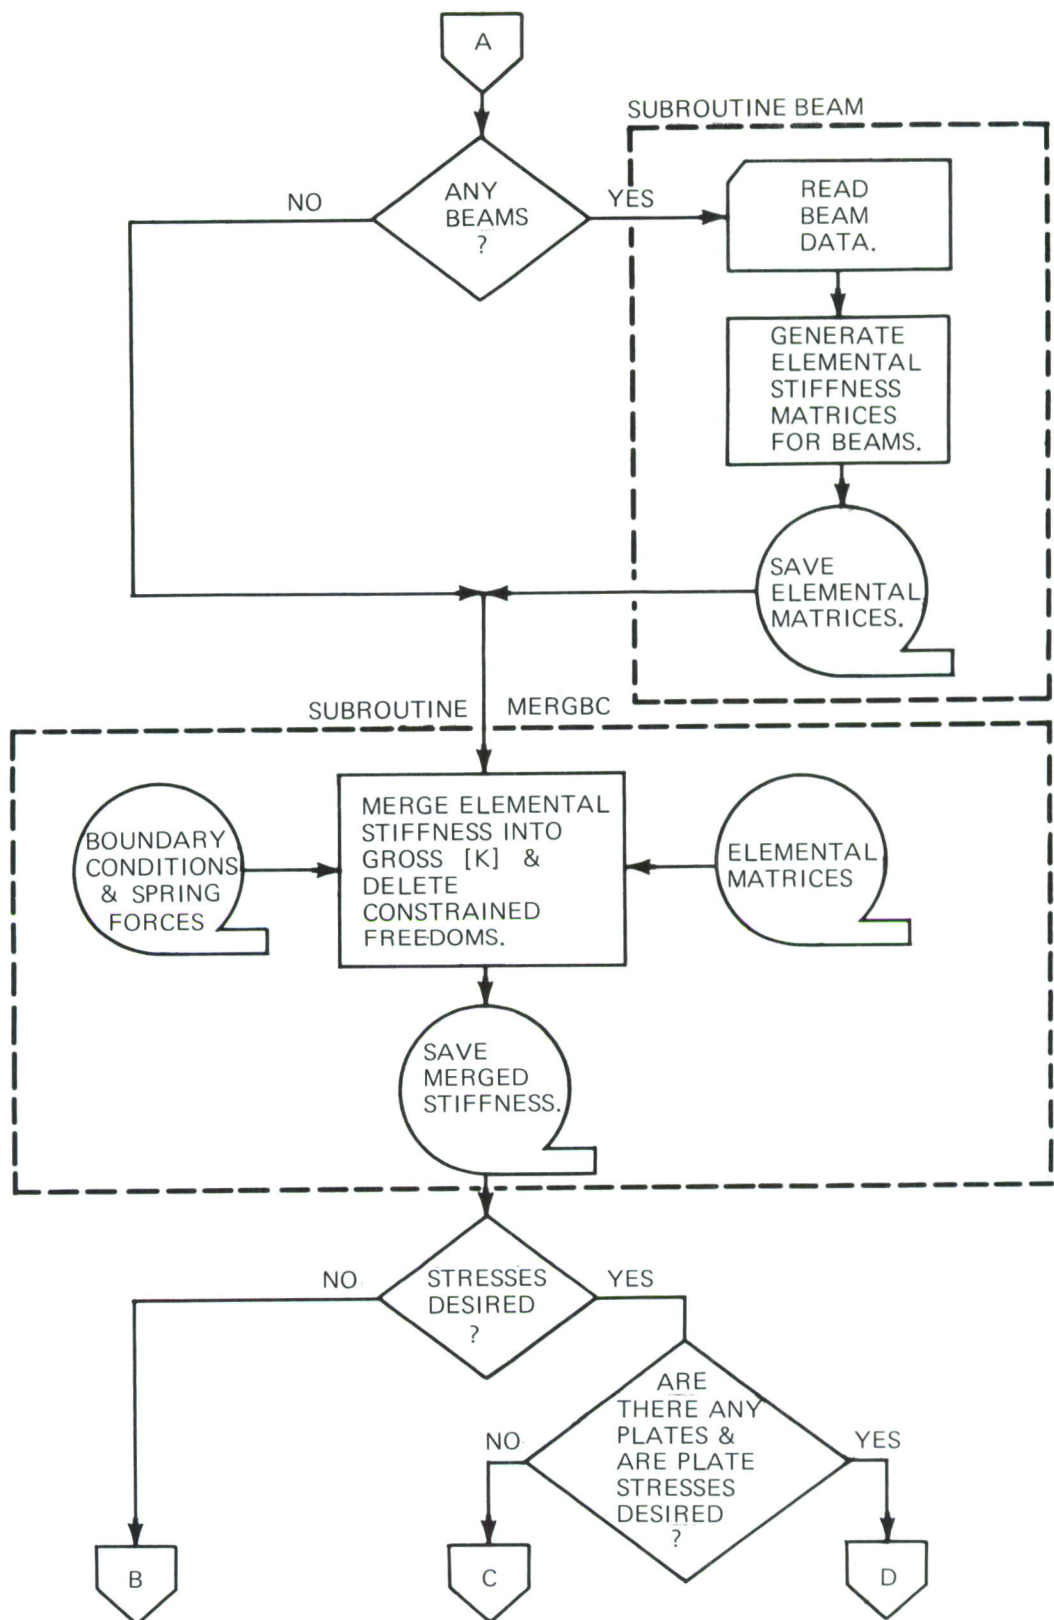 A
SUBROUTINE BEAM
NO
ANY
BEAMS
?
YES
READ
BEAM
DATA.
GENERATE
ELEMENTAL
STIFFNESS
MATRICES
FOR BEAMS.
SAVE
ELEMENTAL
MATRICES.
SUBROUTINE MERGBC
BOUNDARY
CONDITIONS
& SPRING
FORCES
MERGE ELEMENTAL
STIFFNESS INTO
GROSS [K] &
DELETE
CONSTRAINED
FREEDOMS.
ELEMENTAL
MATRICES
SAVE
MERGED
STIFFNESS.
NO
STRESSES
DESIRED
?
YES
NO
ARE
THERE ANY
PLATES &
ARE PLATE
STRESSES
DESIRED
?
YES
B
C
D